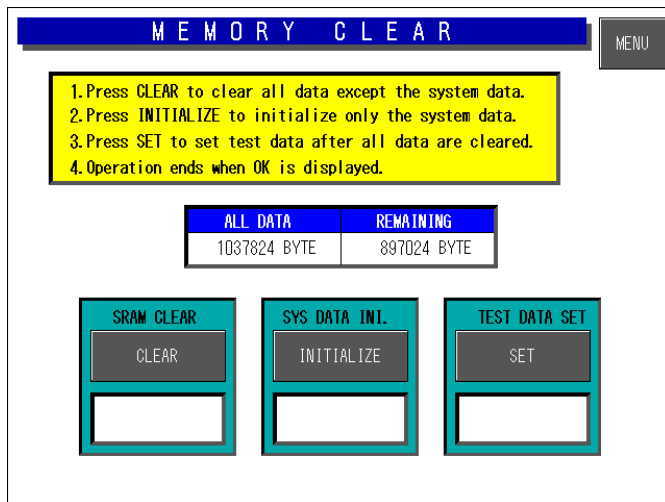 MEMORY CLEAR
MENU
1.Press CLEAR to clear all data except the system data.
2.Press INITIALIZE to initialize only the system data.
3.Press SET to set test data after all data are cleared.
4.Operation ends when OK is displayed.
ALL DATA REMAINING
1037824 BYTE 897024 BYTE
SRAM CLEAR SYS DATA INI. TEST DATA SET
CLEAR INITIALIZE SET